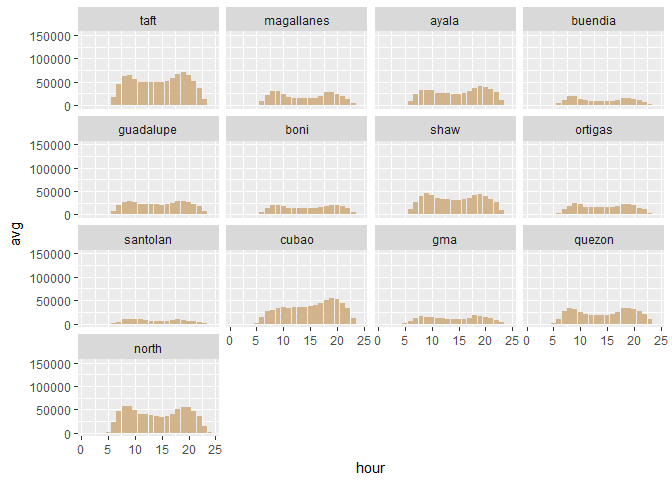 taft magallanes ayala buendia
150000
100000
50000
0
guadalupe boni shaw ortigas
150000
100000
50000
0
avg
santolan cubao gma quezon
150000
100000
50000
0
0 5 10 15 20 25 0 5 10 15 20 25 0 5 10 15 20 25
north
150000
100000
50000
0
0 5 10 15 20 25
hour